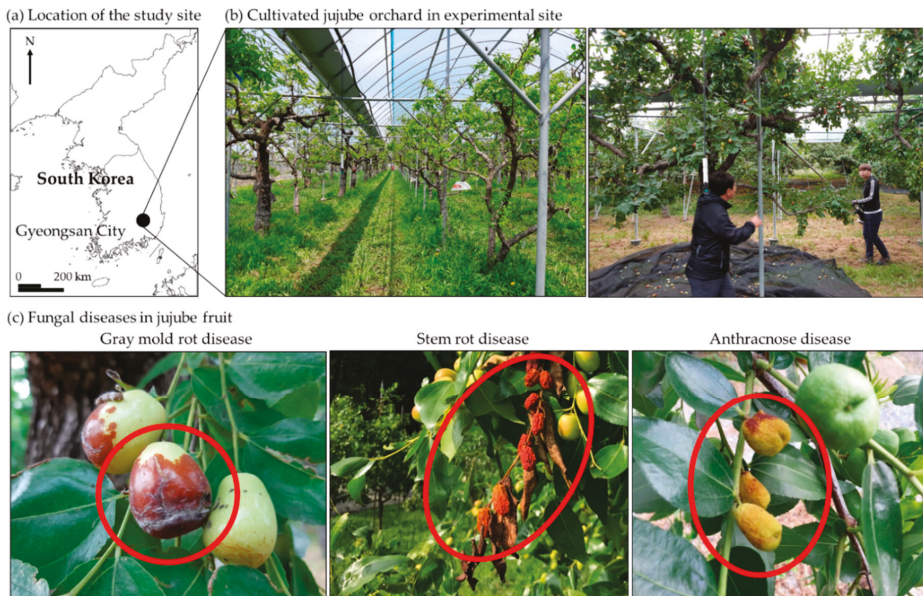 (a) Location of the study site
(b) Cultivated jujube orchard in experimental site
N
South Korea
Gyeongsan City
0 200 km
(c) Fungal diseases in jujube fruit
Gray mold rot disease
Stem rot disease
Anthracnose disease